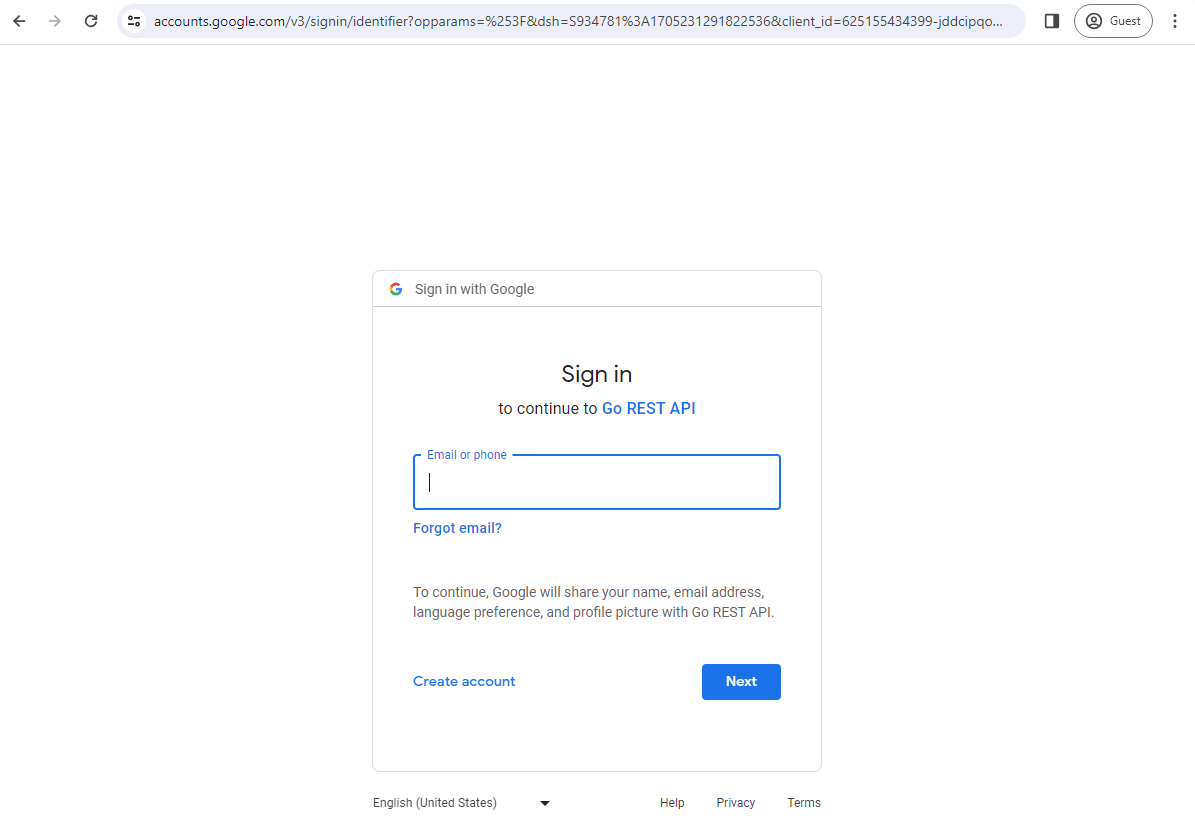 accounts.google.com/v3/signin/identifier?opparams=%253F&dsh=S934781%3A1705231291822536&client_id=625155434399-jddcipqo...
Guest
Sign in with Google
Sign in
to continue to Go REST API
Email or phone
Forgot email?
To continue, Google will share your name, email address,
language preference, and profile picture with Go REST API.
Create account
Next
English (United States)
Help
Privacy
Terms